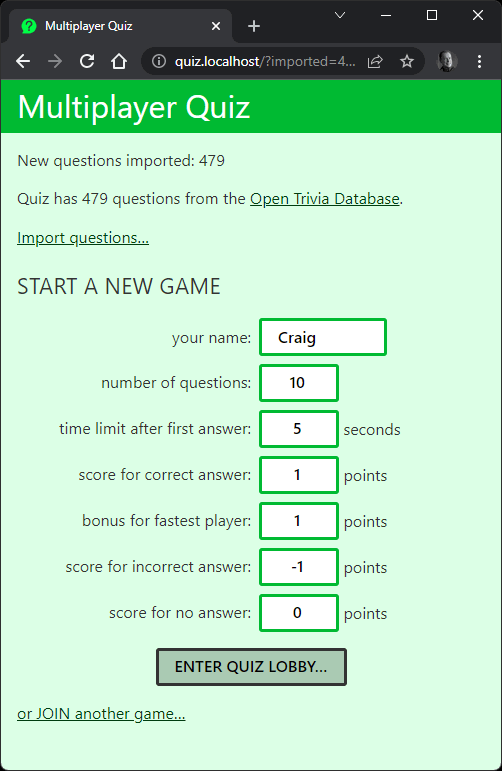 Multiplayer Quiz
quiz.localhost/?imported=4...
Multiplayer Quiz
New questions imported: 479
Quiz has 479 questions from the Open Trivia Database.
Import questions...
START A NEW GAME
your name: Craig
number of questions: 10
time limit after first answer: 5 seconds
score for correct answer: 1 points
bonus for fastest player: 1 points
score for incorrect answer: -1 points
score for no answer: 0 points
ENTER QUIZ LOBBY...
or JOIN another game...